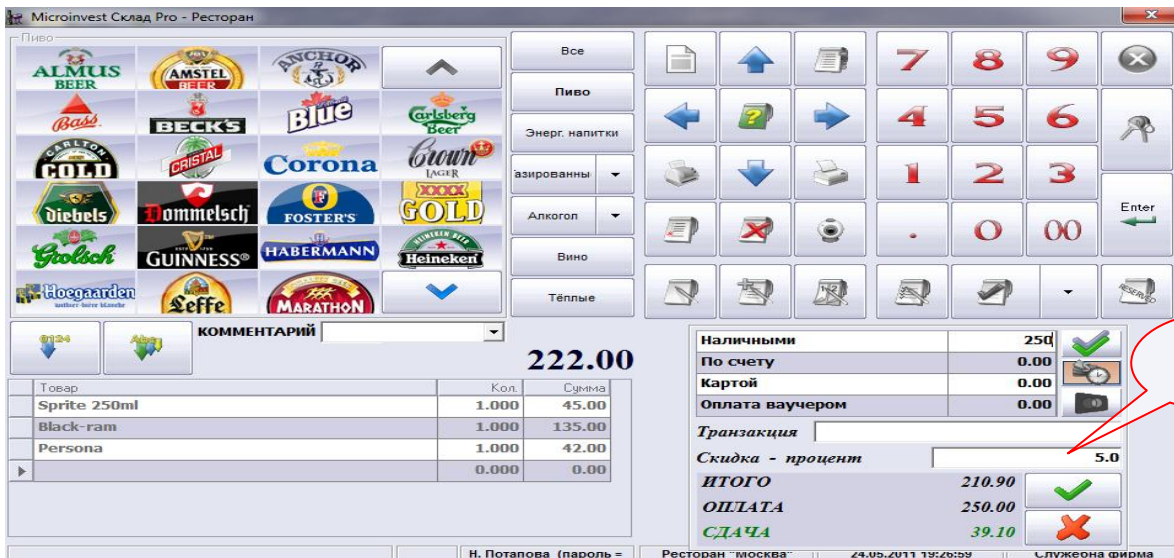 Microinvest Склад Pro - Ресторан
Пиво
ALMUS BEER
AMSTEL BEER
ANCHOR
Bass
BECK'S
Blue
Carlsberg Beer
CARLTON COLD
CRISTAL
Corona
Crown LAGER
Diebels
Dommelsch
FOSTER'S
XXXX GOLD
Grolsch
GUINNESS®
HABERMANN
HEINEKEN BEER Heineken
Hoegaarden
Leffe
MARATHON
Все
Пиво
Энерг. напитки
азированны
Алкогол
Вино
Тёплые
7 8 9
4 5 6
1 2 3
. 0 00
Enter
RESERVED
0124
Abcg
КОММЕНТАРИЙ
222.00
Товар Кол. Сумма
Sprite 250ml 1.000 45.00
Black-ram 1.000 135.00
Persona 1.000 42.00
0.000 0.00
Наличными 250
По счету 0.00
Картой 0.00
Оплата ваучером 0.00
Транзакция
Скидка - процент 5.0
ИТОГО 210.90
ОПЛАТА 250.00
СДАЧА 39.10
Н. Потапова (пароль = Ресторан "Москва" 24.05.2011 19:26:59 Служебна фирма